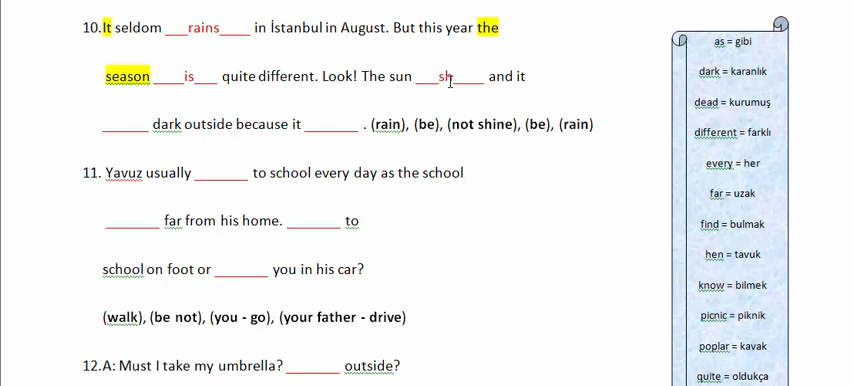 10. It seldom ___rains____ in İstanbul in August. But this year the
season ____is___ quite different. Look! The sun ___sh____ and it
______ dark outside because it _______ . (rain), (be), (not shine), (be), (rain)
11. Yavuz usually _______ to school every day as the school
_______ far from his home. _______ to
school on foot or _______ you in his car?
(walk), (be not), (you - go), (your father - drive)
12.A: Must I take my umbrella? _______ outside?
as = gibi
dark = karanlık
dead = kurumuş
different = farklı
every = her
far = uzak
find = bulmak
hen = tavuk
know = bilmek
picnic = piknik
poplar = kavak
quite = oldukça